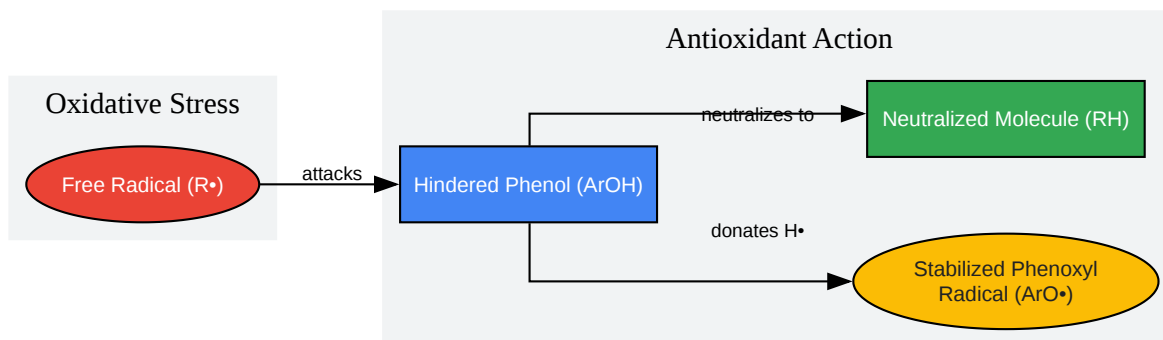 Antioxidant Action
Oxidative Stress
neutralizes to
Neutralized Molecule (RH)
Free Radical (R•)
attacks
Hindered Phenol (ArOH)
donates H•
Stabilized Phenoxyl
Radical (ArO•)